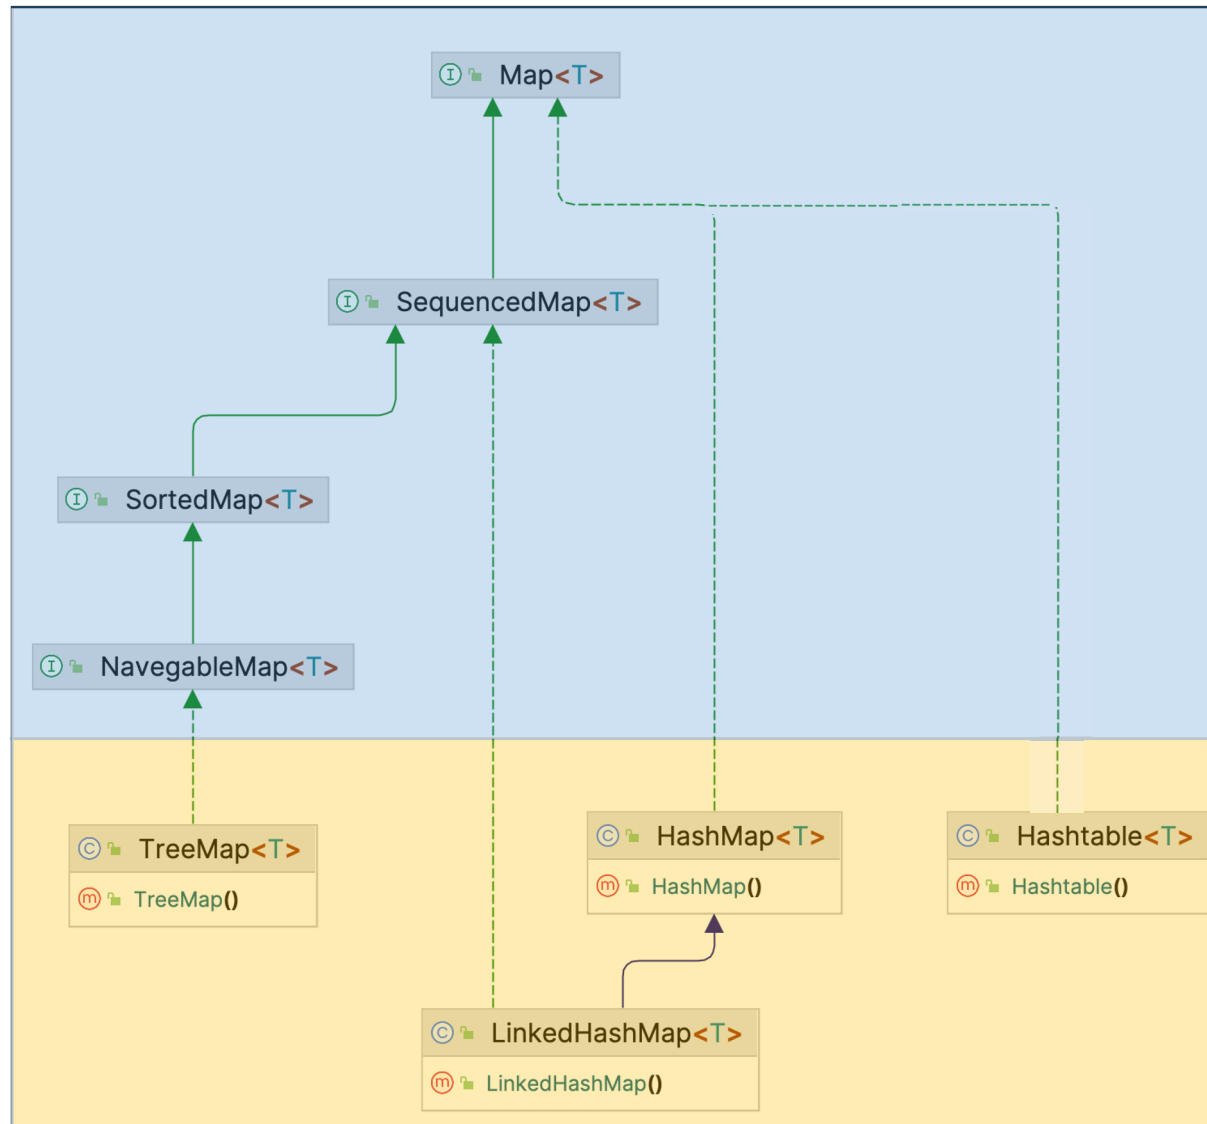 Map<T>
SequencedMap<T>
SortedMap<T>
NavegableMap<T>
TreeMap<T>
TreeMap()
HashMap<T>
HashMap()
Hashtable<T>
Hashtable()
LinkedHashMap<T>
LinkedHashMap()